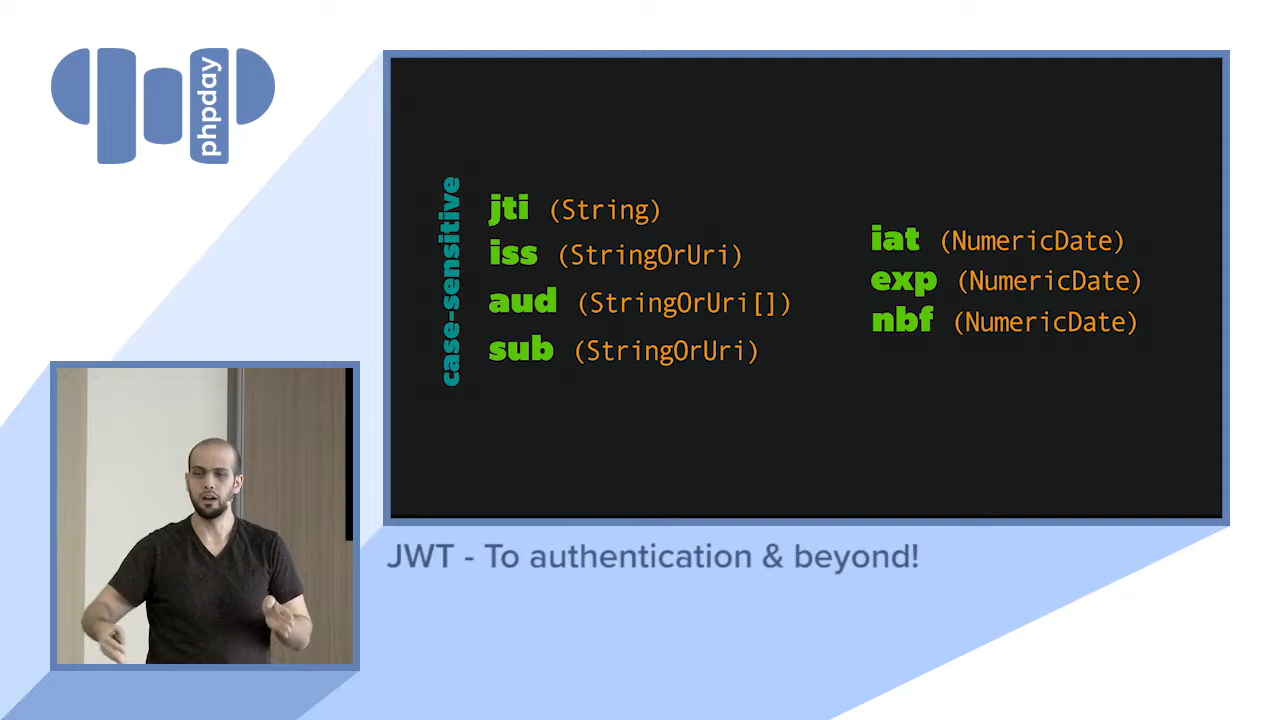 phpday
case-sensitive
jti (String)
iss (StringOrUri)
aud (StringOrUri[])
sub (StringOrUri)
iat (NumericDate)
exp (NumericDate)
nbf (NumericDate)
JWT - To authentication & beyond!